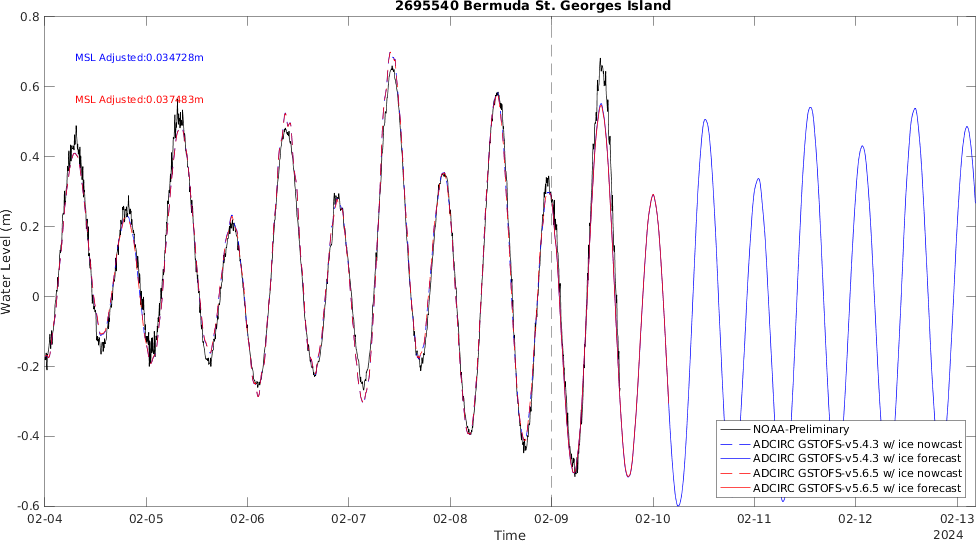 2695540 Bermuda St. Georges Island
0.8
MSL Adjusted:0.034728m
0.6
MSL Adjusted:0.037483m
0.4
0.2
Water Level (m)
0
-0.2
-0.4
-0.6
NOAA-Preliminary
ADCIRC GSTOFS-v5.4.3 w/ ice nowcast
ADCIRC GSTOFS-v5.4.3 w/ ice forecast
ADCIRC GSTOFS-v5.6.5 w/ ice nowcast
ADCIRC GSTOFS-v5.6.5 w/ ice forecast
02-04 02-05 02-06 02-07 02-08 02-09 02-10 02-11 02-12 02-13
Time
2024